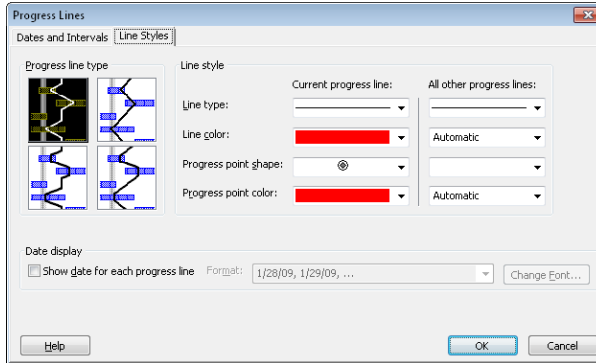 Progress Lines
Dates and Intervals Line Styles
Progress line type
Line style
Current progress line: All other progress lines:
Line type:
Line color: Automatic
Progress point shape:
Progress point color: Automatic
Date display
Show date for each progress line Format: 1/28/09, 1/29/09, ... Change Font...
Help OK Cancel